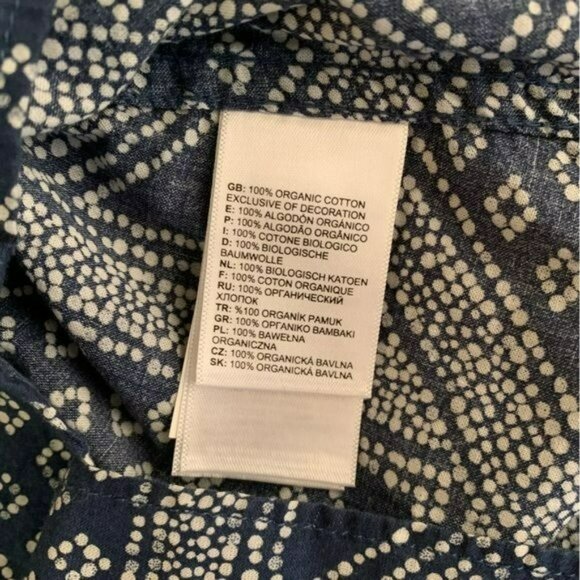 GB: 100% ORGANIC COTTON
EXCLUSIVE OF DECORATION
E: 100% ALGODÓN ORGÁNICO
P: 100% ALGODÃO ORGÂNICO
I: 100% COTONE BIOLOGICO
D: 100% BIOLOGISCHE
BAUMWOLLE
NL: 100% BIOLOGISCH KATOEN
F: 100% COTON ORGANIQUE
RU: 100% ОРГАНИЧЕСКИЙ
ХЛОПОК
TR: %100 ORGANİK PAMUK
GR: 100% ΟΡΓΑΝΙΚΟ ΒΑΜΒΑΚΙ
PL: 100% BAWEŁNA
ORGANICZNA
CZ: 100% ORGANICKÁ BAVLNA
SK: 100% ORGANICKÁ BAVLNA